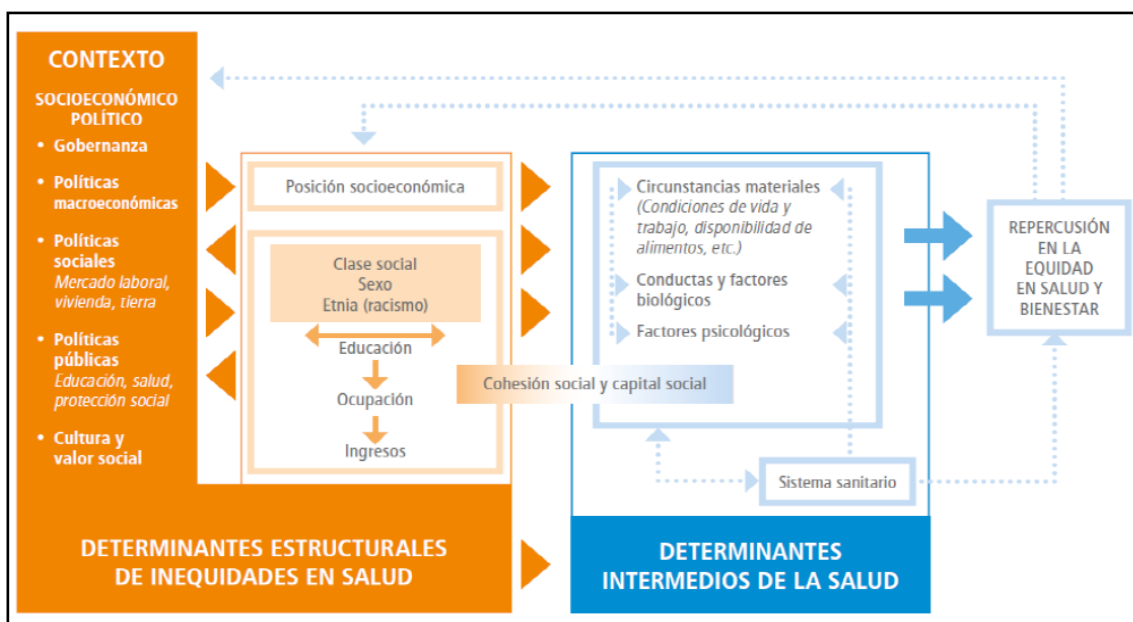 CONTEXTO
SOCIOECONÓMICO
POLÍTICO
• Gobernanza
• Políticas
macroeconómicas
• Políticas
sociales
Mercado laboral,
vivienda, tierra
• Políticas
públicas
Educación, salud,
protección social
• Cultura y
valor social
Posición socioeconómica
Clase social
Sexo
Etnia (racismo)
Educación
Ocupación
Ingresos
Cohesión social y capital social
Circunstancias materiales
(Condiciones de vida y
trabajo, disponibilidad de
alimentos, etc.)
Conductas y factores
biológicos
Factores psicológicos
Sistema sanitario
REPERCUSIÓN
EN LA
EQUIDAD
EN SALUD Y
BIENESTAR
DETERMINANTES ESTRUCTURALES
DE INEQUIDADES EN SALUD
DETERMINANTES
INTERMEDIOS DE LA SALUD